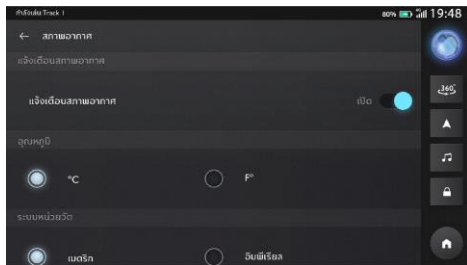 กำลังเล่น Track 1
80% 19:48
← สภาพอากาศ
แจ้งเตือนสภาพอากาศ
แจ้งเตือนสภาพอากาศ เปิด
360°
อุณหภูมิ
°C F°
ระบบหน่วยวัด
เมตริก อิมพีเรียล